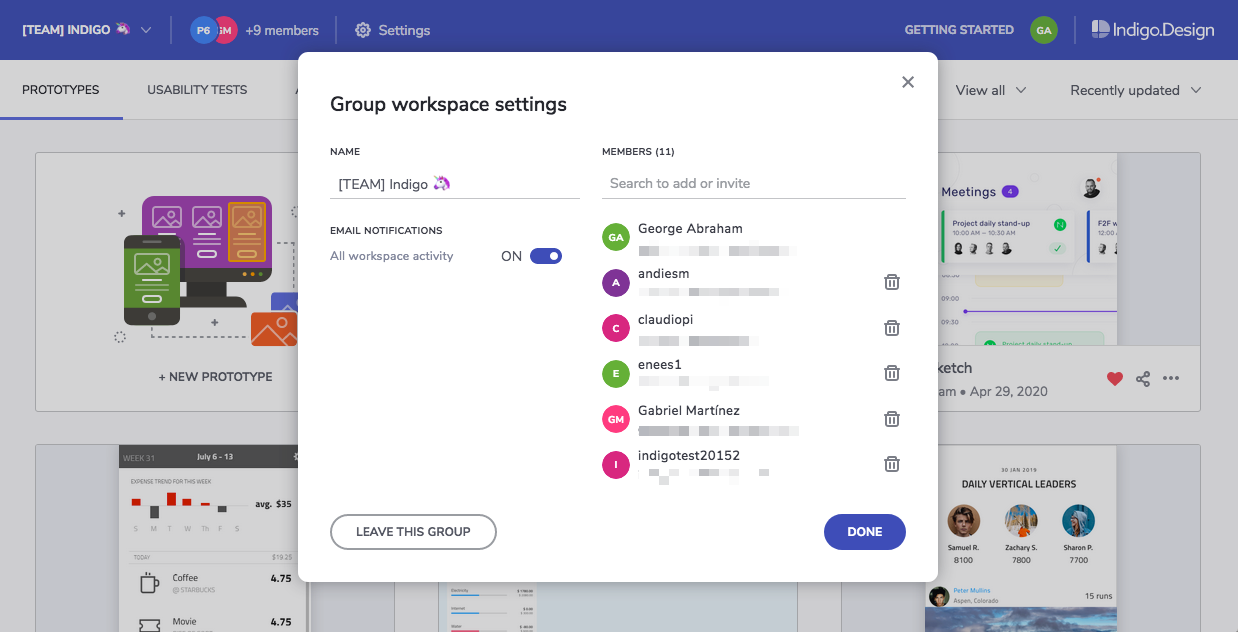 [TEAM] INDIGO 🦄
P6
GM
+9 members
Settings
GETTING STARTED
GA
Indigo.Design
PROTOTYPES
USABILITY TESTS
View all
Recently updated
Group workspace settings
NAME
[TEAM] Indigo 🦄
EMAIL NOTIFICATIONS
All workspace activity
ON
MEMBERS (11)
Search to add or invite
GA
George Abraham
A
andiesm
C
claudiopi
E
enees1
GM
Gabriel Martínez
I
indigotest20152
LEAVE THIS GROUP
DONE
+ NEW PROTOTYPE
Meetings 4
Project daily stand-up
10:00 AM – 10:30 AM
N
F2F w
12:00
09:00
09:30
Project daily stand-up
ketch
am • Apr 29, 2020
WEEK 31
July 6 - 13
EXPENSE TREND FOR THIS WEEK
avg. $35
S M T W Th F S
TODAY
$19.25
Coffee
4.75
@ STARBUCKS
Movie
4.75
Electricity
Internet
30 JAN 2019
DAILY VERTICAL LEADERS
Samuel R.
Zachary S.
Sharon P.
8100
7800
7700
Peter Mullins
Aspen, Colorado
15 runs